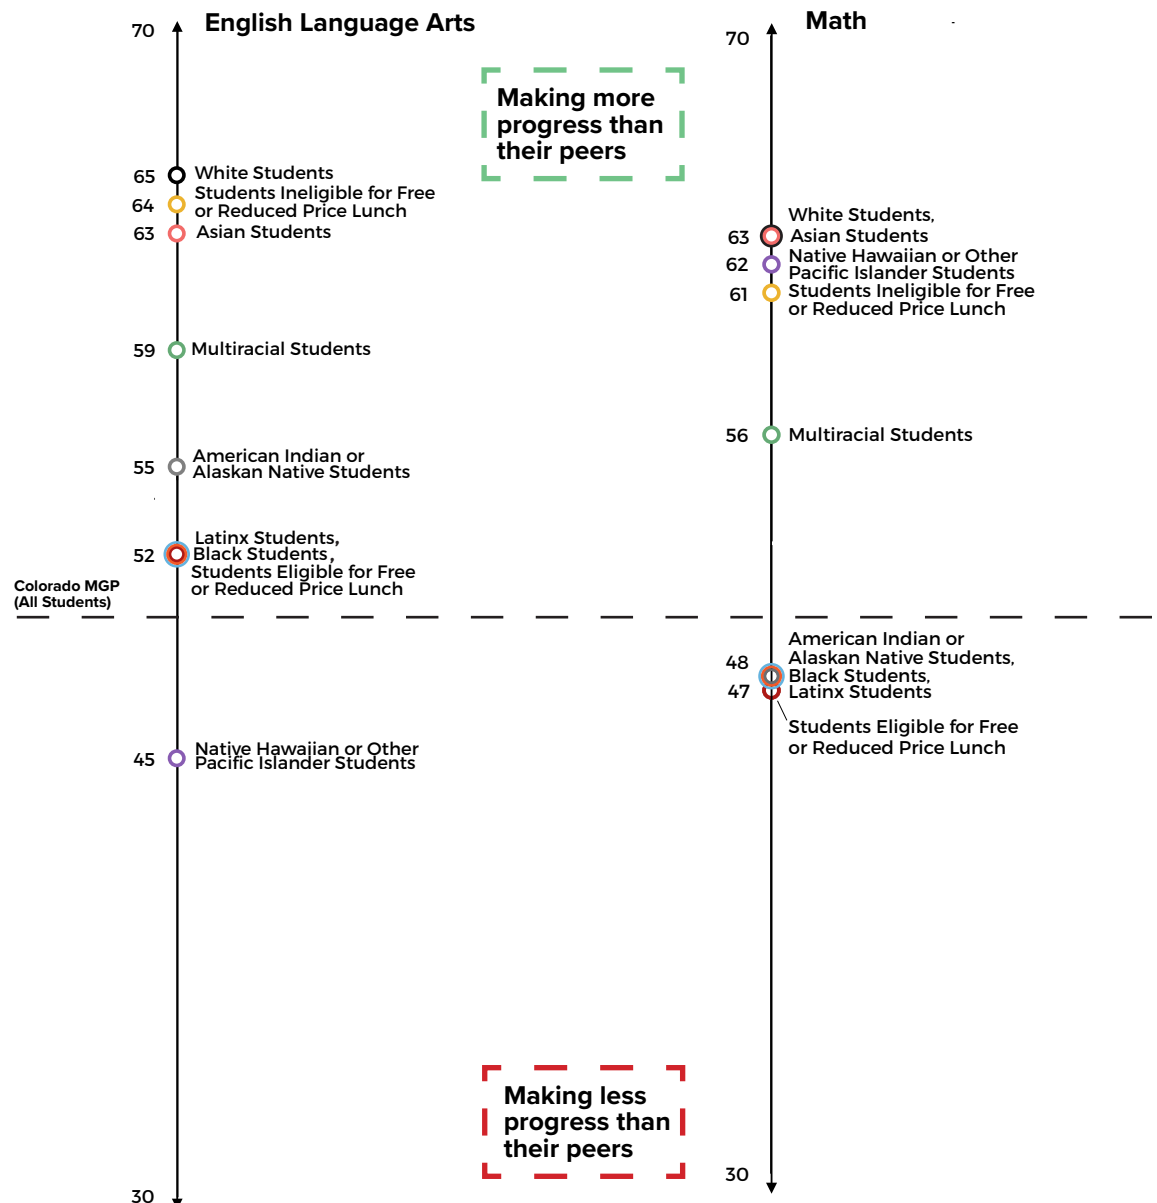 English Language Arts
70
Making more
progress than
their peers
65
White Students
64
Students Ineligible for Free
or Reduced Price Lunch
63
Asian Students
59
Multiracial Students
55
American Indian or
Alaskan Native Students
52
Latinx Students,
Black Students,
Students Eligible for Free
or Reduced Price Lunch
Colorado MGP
(All Students)
45
Native Hawaiian or Other
Pacific Islander Students
Making less
progress than
their peers
30
Math
70
White Students,
63
Asian Students
62
Native Hawaiian or Other
Pacific Islander Students
61
Students Ineligible for Free
or Reduced Price Lunch
56
Multiracial Students
American Indian or
48
Alaskan Native Students,
Black Students,
47
Latinx Students
Students Eligible for Free
or Reduced Price Lunch
30